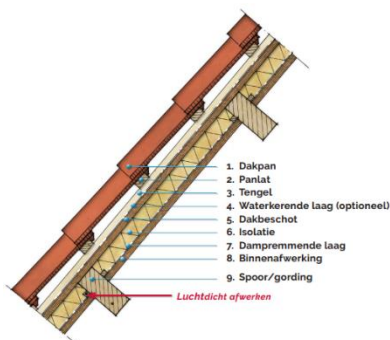 1. Dakpan
2. Panlat
3. Tengel
4. Waterkerende laag (optioneel)
5. Dakbeschot
6. Isolatie
7. Dampremmende laag
8. Binnenafwerking
9. Spoor/gording
Luchtdicht afwerken